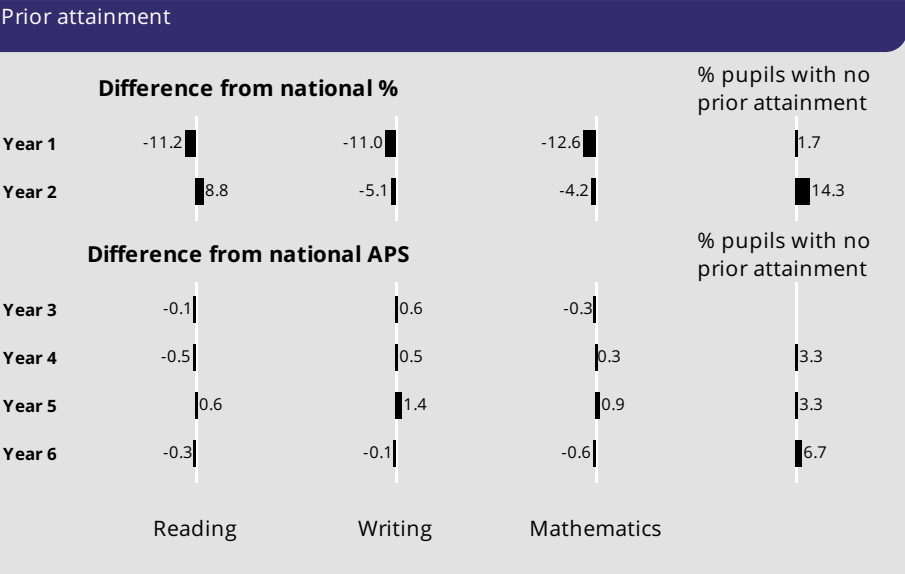 Prior attainment
Difference from national %
% pupils with no
prior attainment
Year 1 -11.2 -11.0 -12.6 1.7
Year 2 8.8 -5.1 -4.2 14.3
Difference from national APS
% pupils with no
prior attainment
Year 3 -0.1 0.6 -0.3
Year 4 -0.5 0.5 0.3 3.3
Year 5 0.6 1.4 0.9 3.3
Year 6 -0.3 -0.1 -0.6 6.7
Reading Writing Mathematics